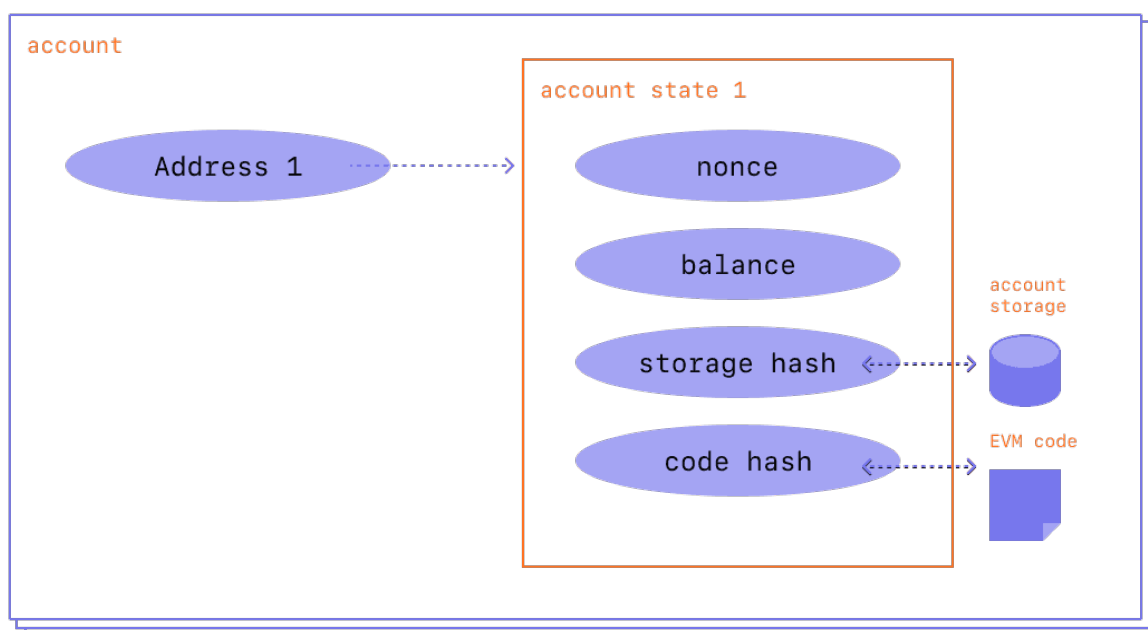 account
account state 1
Address 1
nonce
balance
account
storage
storage hash
EVM code
code hash